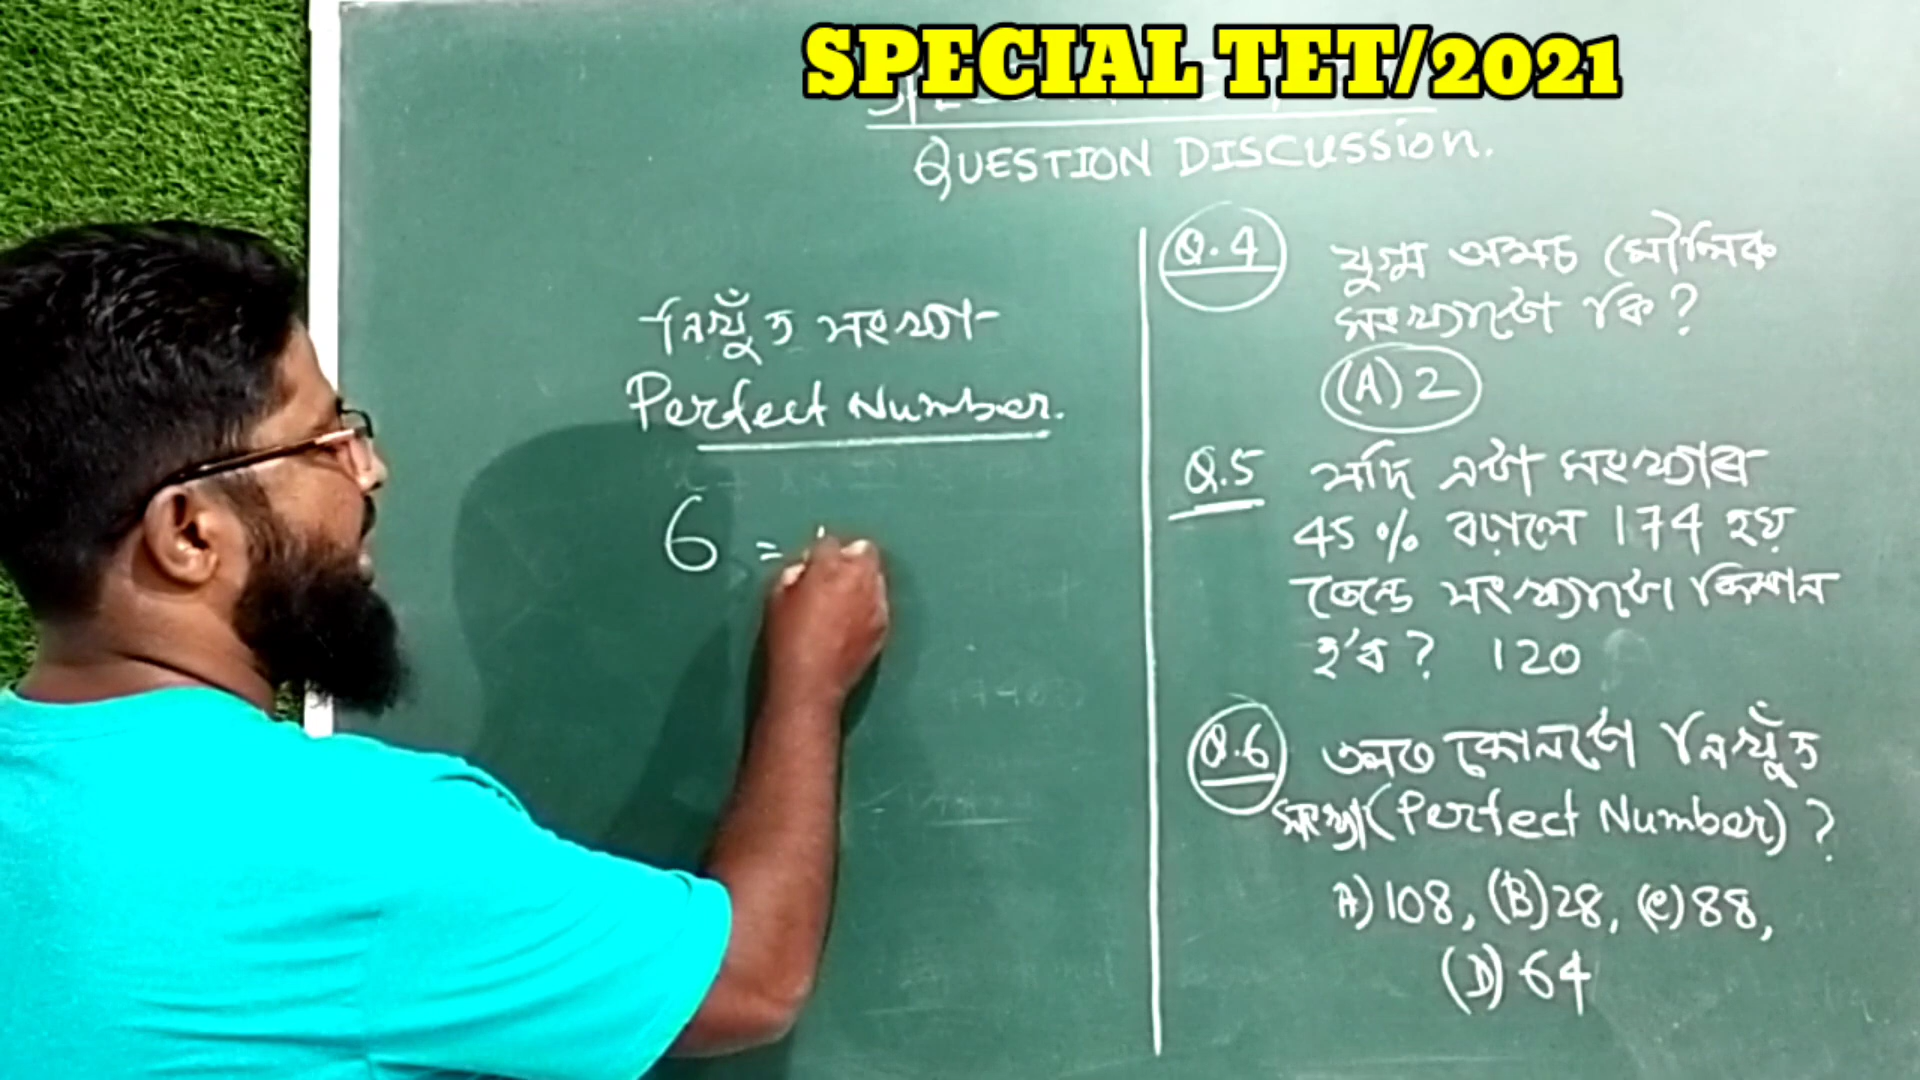 SPECIAL TET/2021
QUESTION DISCUSSion.
নিখুঁত সংখ্যা
Perfect Number.
6 =
Q.4 যুগ্ম অথচ মৌলিক
সংখ্যাটো কি?
(A) 2
Q.5 যদি এটা সংখ্যাৰ
45% বঢ়ালে 174 হয়
তেন্তে সংখ্যাটো কিমান
হ'ব? 120
Q.6 তলত কোনটো নিখুঁত
সংখ্যা (Perfect Number)?
A) 108, (B) 28, (C) 88,
(D) 64